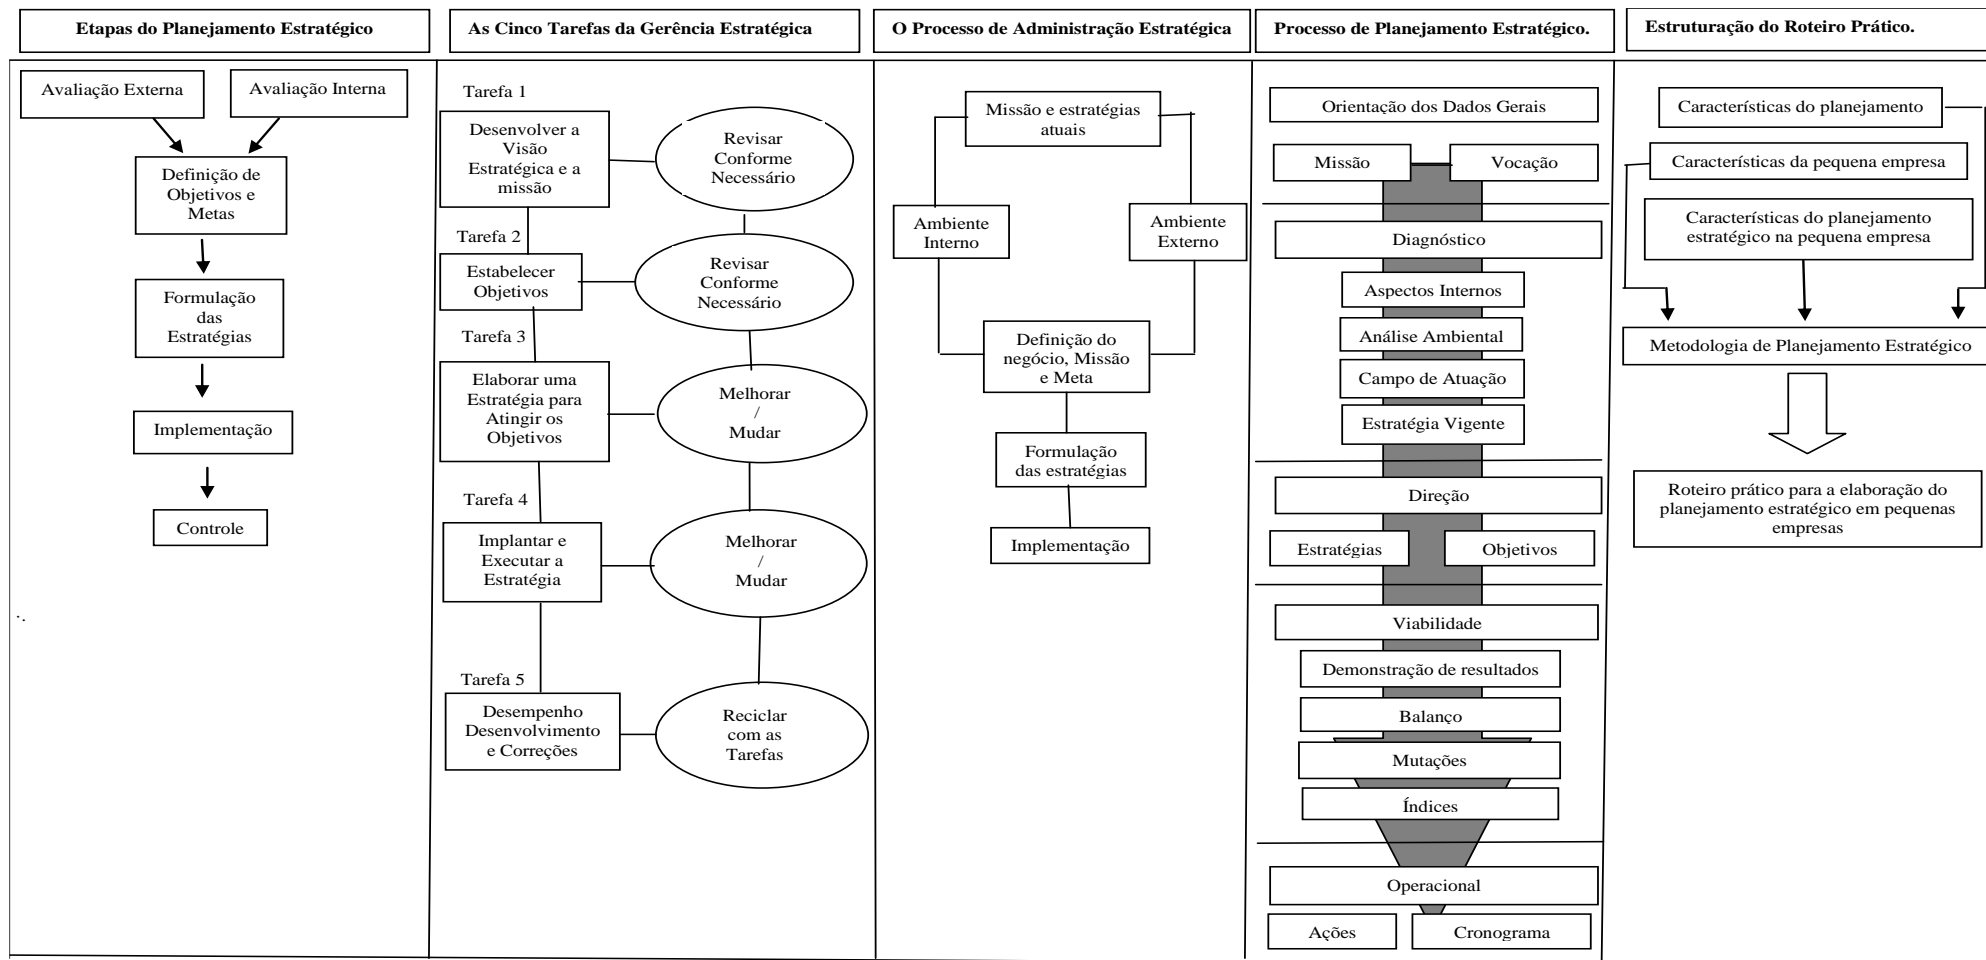 Etapas do Planejamento Estratégico
Avaliação Externa
Avaliação Interna
Definição de
Objetivos e
Metas
Formulação
das
Estratégias
Implementação
Controle
As Cinco Tarefas da Gerência Estratégica
Tarefa 1
Desenvolver a
Visão
Estratégica e a
missão
Revisar
Conforme
Necessário
Tarefa 2
Estabelecer
Objetivos
Revisar
Conforme
Necessário
Tarefa 3
Elaborar uma
Estratégia para
Atingir os
Objetivos
Melhorar
/
Mudar
Tarefa 4
Implantar e
Executar a
Estratégia
Melhorar
/
Mudar
Tarefa 5
Desempenho
Desenvolvimento
e Correções
Reciclar
com as
Tarefas
O Processo de Administração Estratégica
Missão e estratégias
atuais
Ambiente
Interno
Ambiente
Externo
Definição do
negócio, Missão
e Meta
Formulação
das estratégias
Implementação
Processo de Planejamento Estratégico.
Orientação dos Dados Gerais
Missão
Vocação
Diagnóstico
Aspectos Internos
Análise Ambiental
Campo de Atuação
Estratégia Vigente
Direção
Estratégias
Objetivos
Viabilidade
Demonstração de resultados
Balanço
Mutações
Índices
Operacional
Ações
Cronograma
Estruturação do Roteiro Prático.
Características do planejamento
Características da pequena empresa
Características do planejamento
estratégico na pequena empresa
Metodologia de Planejamento Estratégico
Roteiro prático para a elaboração do
planejamento estratégico em pequenas
empresas